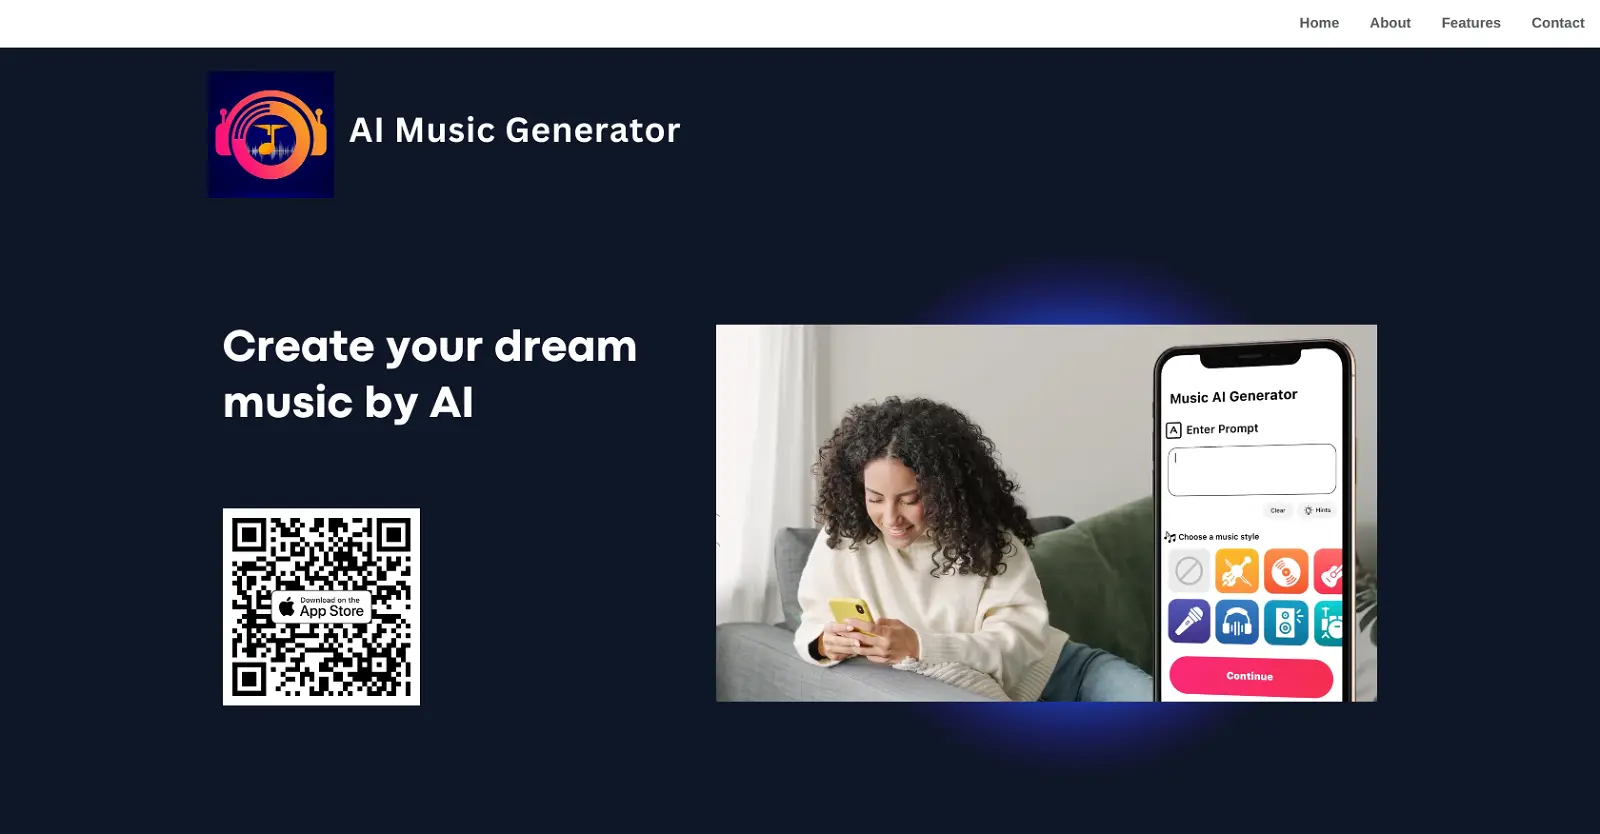 Home About Features Contact
AI Music Generator
Create your dream
music by AI
Download on the
App Store
Music AI Generator
A Enter Prompt
Clear Hints
Choose a music style
Continue